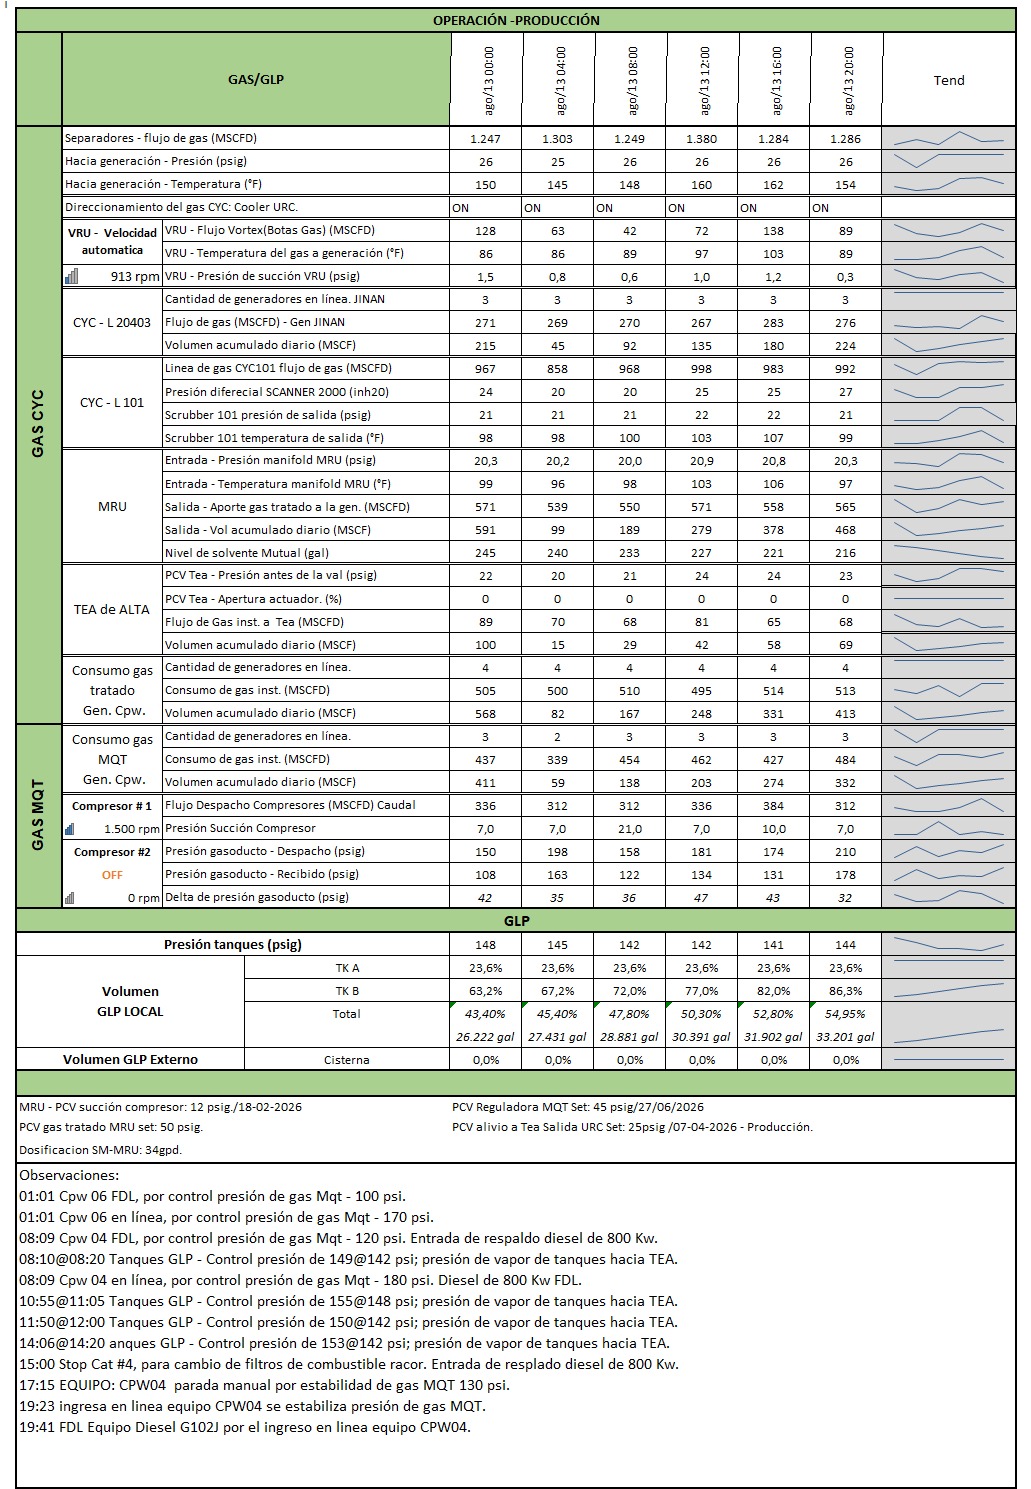 OPERACIÓN -PRODUCCIÓN
GAS/GLP ago/13 00:00 ago/13 04:00 ago/13 08:00 ago/13 12:00 ago/13 16:00 ago/13 20:00 Tend
GAS CYC
Separadores - flujo de gas (MSCFD) 1.247 1.303 1.249 1.380 1.284 1.286
Hacia generación - Presión (psig) 26 25 26 26 26 26
Hacia generación - Temperatura (°F) 150 145 148 160 162 154
Direccionamiento del gas CYC: Cooler URC. ON ON ON ON ON ON
VRU - Velocidad automatica
913 rpm
VRU - Flujo Vortex(Botas Gas) (MSCFD) 128 63 42 72 138 89
VRU - Temperatura del gas a generación (°F) 86 86 89 97 103 89
VRU - Presión de succión VRU (psig) 1,5 0,8 0,6 1,0 1,2 0,3
CYC - L 20403
Cantidad de generadores en línea. JINAN 3 3 3 3 3 3
Flujo de gas (MSCFD) - Gen JINAN 271 269 270 267 283 276
Volumen acumulado diario (MSCF) 215 45 92 135 180 224
CYC - L 101
Linea de gas CYC101 flujo de gas (MSCFD) 967 858 968 998 983 992
Presión diferecial SCANNER 2000 (inh20) 24 20 20 25 25 27
Scrubber 101 presión de salida (psig) 21 21 21 22 22 21
Scrubber 101 temperatura de salida (°F) 98 98 100 103 107 99
MRU
Entrada - Presión manifold MRU (psig) 20,3 20,2 20,0 20,9 20,8 20,3
Entrada - Temperatura manifold MRU (°F) 99 96 98 103 106 97
Salida - Aporte gas tratado a la gen. (MSCFD) 571 539 550 571 558 565
Salida - Vol acumulado diario (MSCF) 591 99 189 279 378 468
Nivel de solvente Mutual (gal) 245 240 233 227 221 216
TEA de ALTA
PCV Tea - Presión antes de la val (psig) 22 20 21 24 24 23
PCV Tea - Apertura actuador. (%) 0 0 0 0 0 0
Flujo de Gas inst. a Tea (MSCFD) 89 70 68 81 65 68
Volumen acumulado diario (MSCF) 100 15 29 42 58 69
Consumo gas tratado Gen. Cpw.
Cantidad de generadores en línea. 4 4 4 4 4 4
Consumo de gas inst. (MSCFD) 505 500 510 495 514 513
Volumen acumulado diario (MSCF) 568 82 167 248 331 413
GAS MQT
Consumo gas MQT Gen. Cpw.
Cantidad de generadores en línea. 3 2 3 3 3 3
Consumo de gas inst. (MSCFD) 437 339 454 462 427 484
Volumen acumulado diario (MSCF) 411 59 138 203 274 332
Compresor # 1
1.500 rpm
Flujo Despacho Compresores (MSCFD) Caudal 336 312 312 336 384 312
Presión Succión Compresor 7,0 7,0 21,0 7,0 10,0 7,0
Compresor #2
OFF
0 rpm
Presión gasoducto - Despacho (psig) 150 198 158 181 174 210
Presión gasoducto - Recibido (psig) 108 163 122 134 131 178
Delta de presión gasoducto (psig) 42 35 36 47 43 32
GLP
Presión tanques (psig) 148 145 142 142 141 144
Volumen GLP LOCAL
TK A 23,6% 23,6% 23,6% 23,6% 23,6% 23,6%
TK B 63,2% 67,2% 72,0% 77,0% 82,0% 86,3%
Total 43,40% 45,40% 47,80% 50,30% 52,80% 54,95%
26.222 gal 27.431 gal 28.881 gal 30.391 gal 31.902 gal 33.201 gal
Volumen GLP Externo Cisterna 0,0% 0,0% 0,0% 0,0% 0,0% 0,0%
MRU - PCV succión compresor: 12 psig./18-02-2026 PCV Reguladora MQT Set: 45 psig/27/06/2026
PCV gas tratado MRU set: 50 psig. PCV alivio a Tea Salida URC Set: 25psig /07-04-2026 - Producción.
Dosificacion SM-MRU: 34gpd.
Observaciones:
01:01 Cpw 06 FDL, por control presión de gas Mqt - 100 psi.
01:01 Cpw 06 en línea, por control presión de gas Mqt - 170 psi.
08:09 Cpw 04 FDL, por control presión de gas Mqt - 120 psi. Entrada de respaldo diesel de 800 Kw.
08:10@08:20 Tanques GLP - Control presión de 149@142 psi; presión de vapor de tanques hacia TEA.
08:09 Cpw 04 en línea, por control presión de gas Mqt - 180 psi. Diesel de 800 Kw FDL.
10:55@11:05 Tanques GLP - Control presión de 155@148 psi; presión de vapor de tanques hacia TEA.
11:50@12:00 Tanques GLP - Control presión de 150@142 psi; presión de vapor de tanques hacia TEA.
14:06@14:20 anques GLP - Control presión de 153@142 psi; presión de vapor de tanques hacia TEA.
15:00 Stop Cat #4, para cambio de filtros de combustible racor. Entrada de resplado diesel de 800 Kw.
17:15 EQUIPO: CPW04 parada manual por estabilidad de gas MQT 130 psi.
19:23 ingresa en linea equipo CPW04 se estabiliza presión de gas MQT.
19:41 FDL Equipo Diesel G102J por el ingreso en linea equipo CPW04.